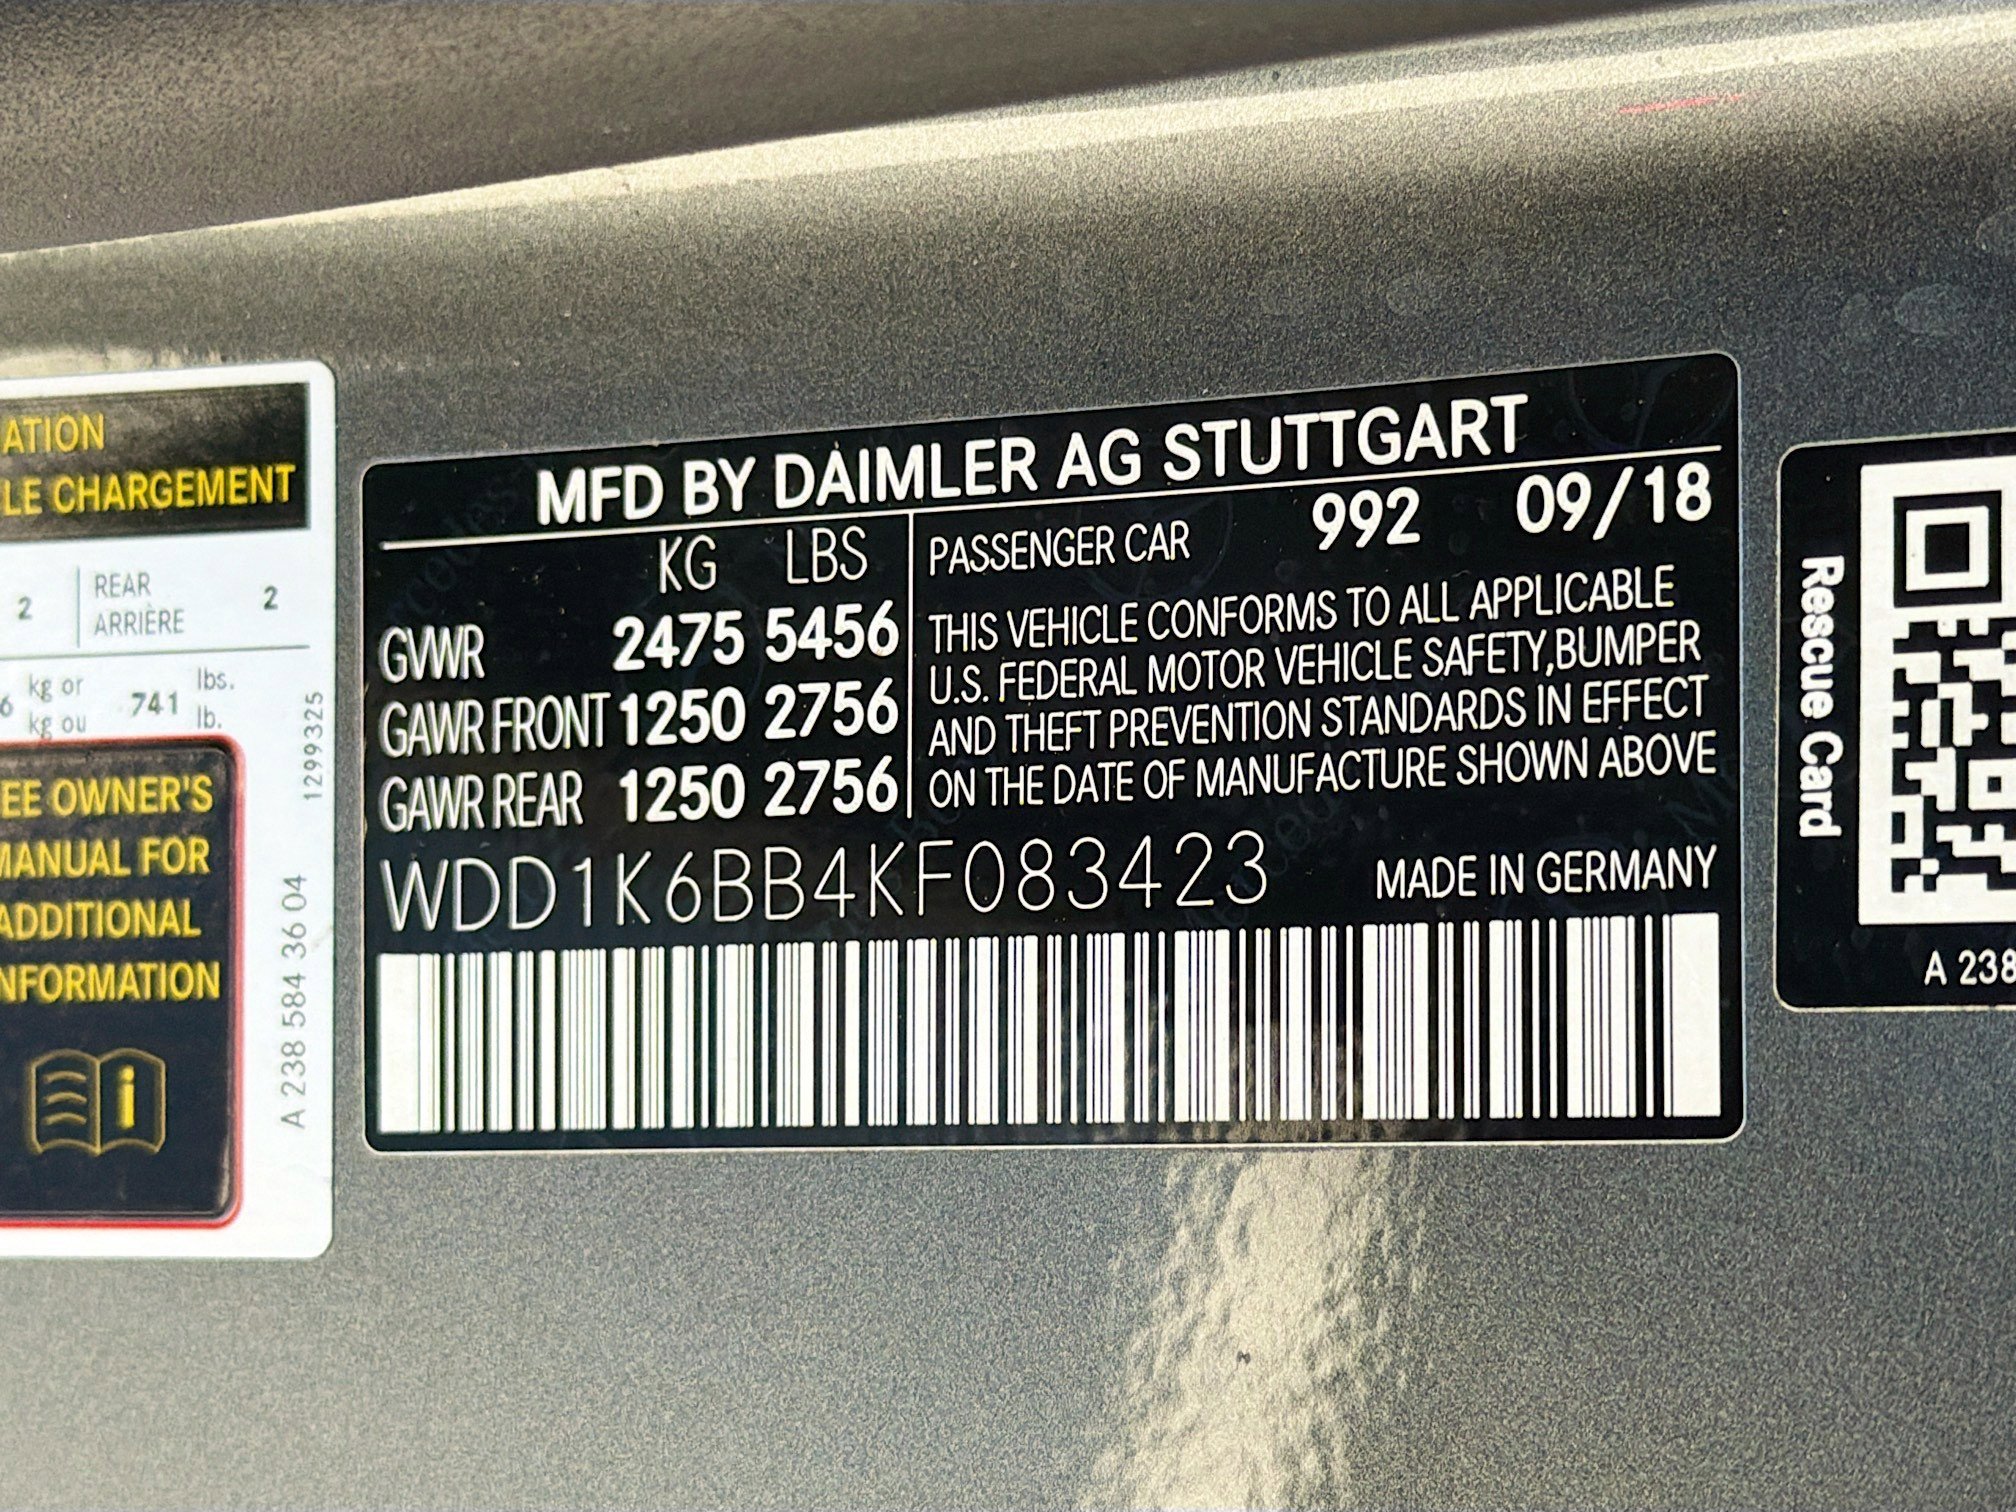 ATION
LE CHARGEMENT
2 REAR 2
ARRIÈRE
6 kg or 741 lbs.
kg ou lb.
1299325
A 238 584 36 04
EE OWNER'S
MANUAL FOR
ADDITIONAL
NFORMATION
i
MFD BY DAIMLER AG STUTTGART
KG LBS
GVWR 2475 5456
GAWR FRONT 1250 2756
GAWR REAR 1250 2756
PASSENGER CAR 992 09/18
THIS VEHICLE CONFORMS TO ALL APPLICABLE
U.S. FEDERAL MOTOR VEHICLE SAFETY,BUMPER
AND THEFT PREVENTION STANDARDS IN EFFECT
ON THE DATE OF MANUFACTURE SHOWN ABOVE
WDD1K6BB4KF083423 MADE IN GERMANY
Rescue Card
A 238